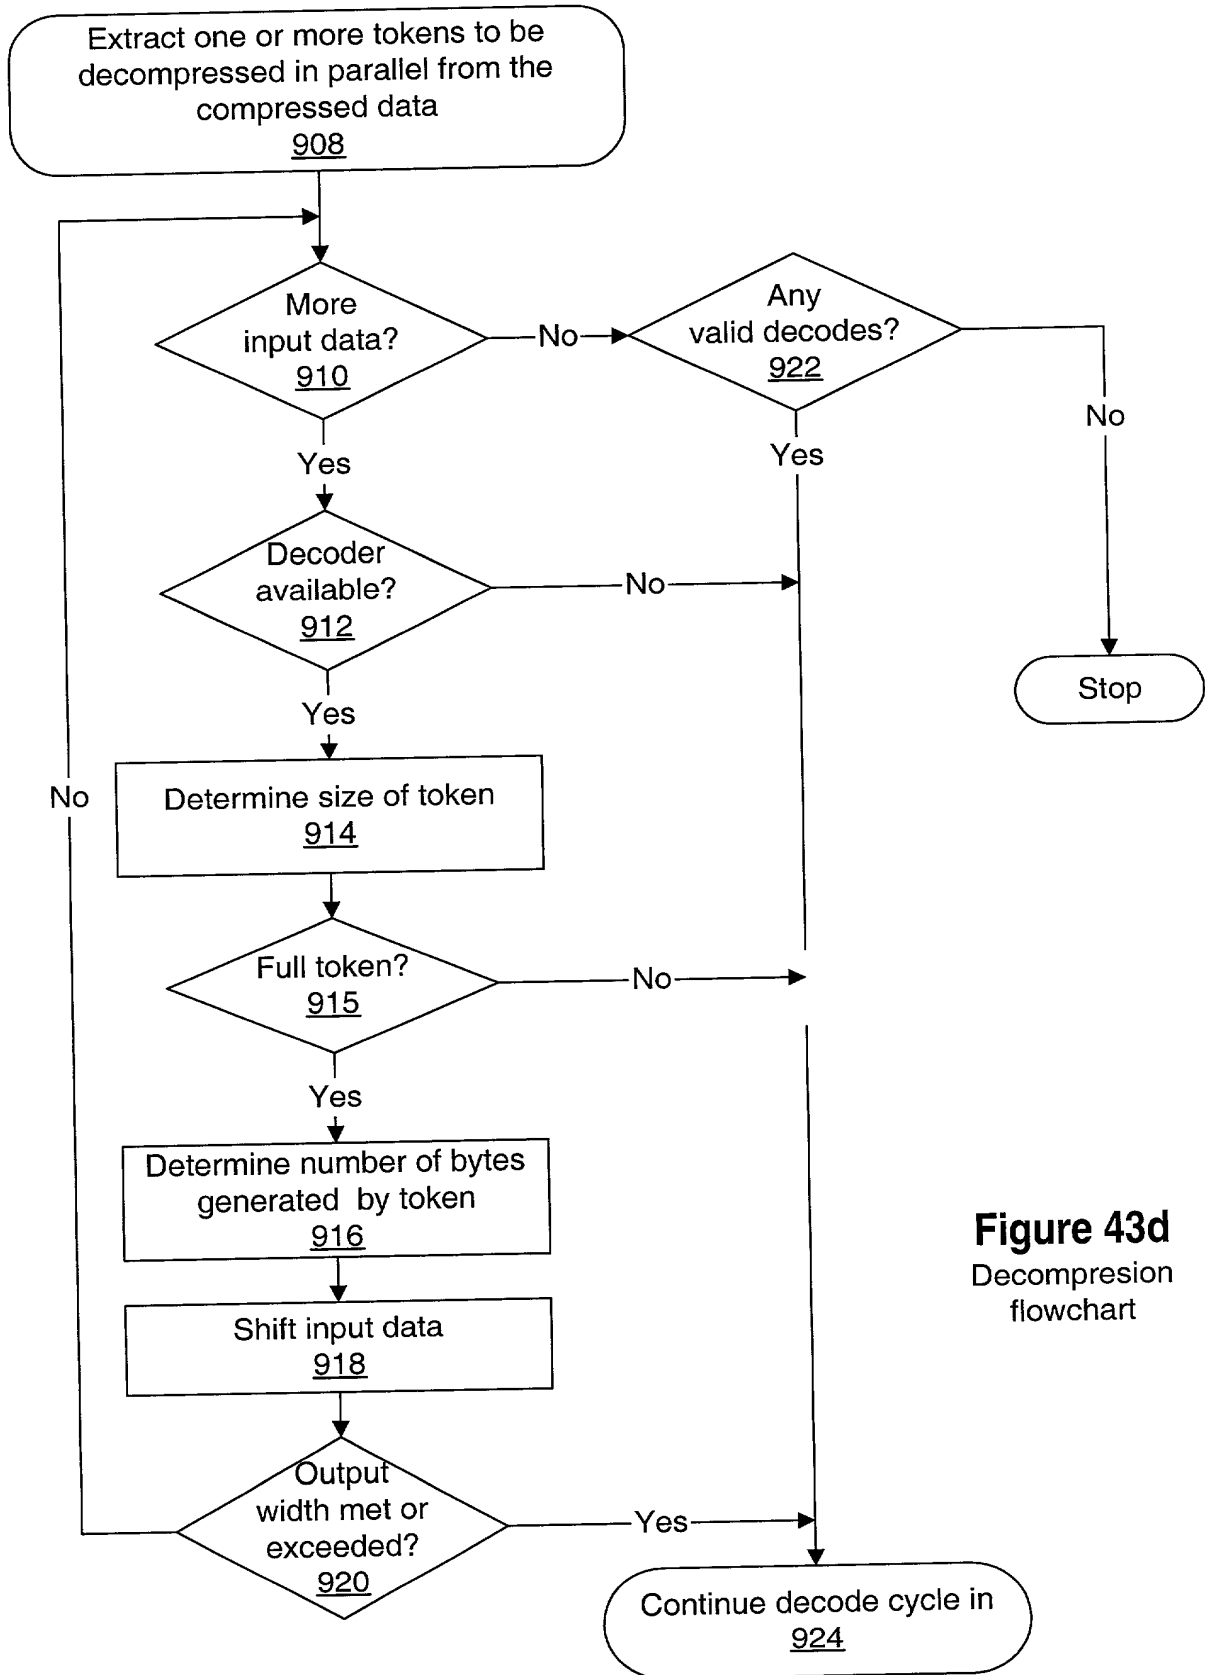 Extract one or more tokens to be
decompressed in parallel from the
compressed data
908
More
input data?
910
No
Any
valid decodes?
922
No
Yes
Yes
Decoder
available?
912
No
Stop
Yes
No
Determine size of token
914
Full token?
915
No
Yes
Determine number of bytes
generated by token
916
Shift input data
918
Output
width met or
exceeded?
920
Yes
Continue decode cycle in
924
Figure 43d
Decompresion
flowchart